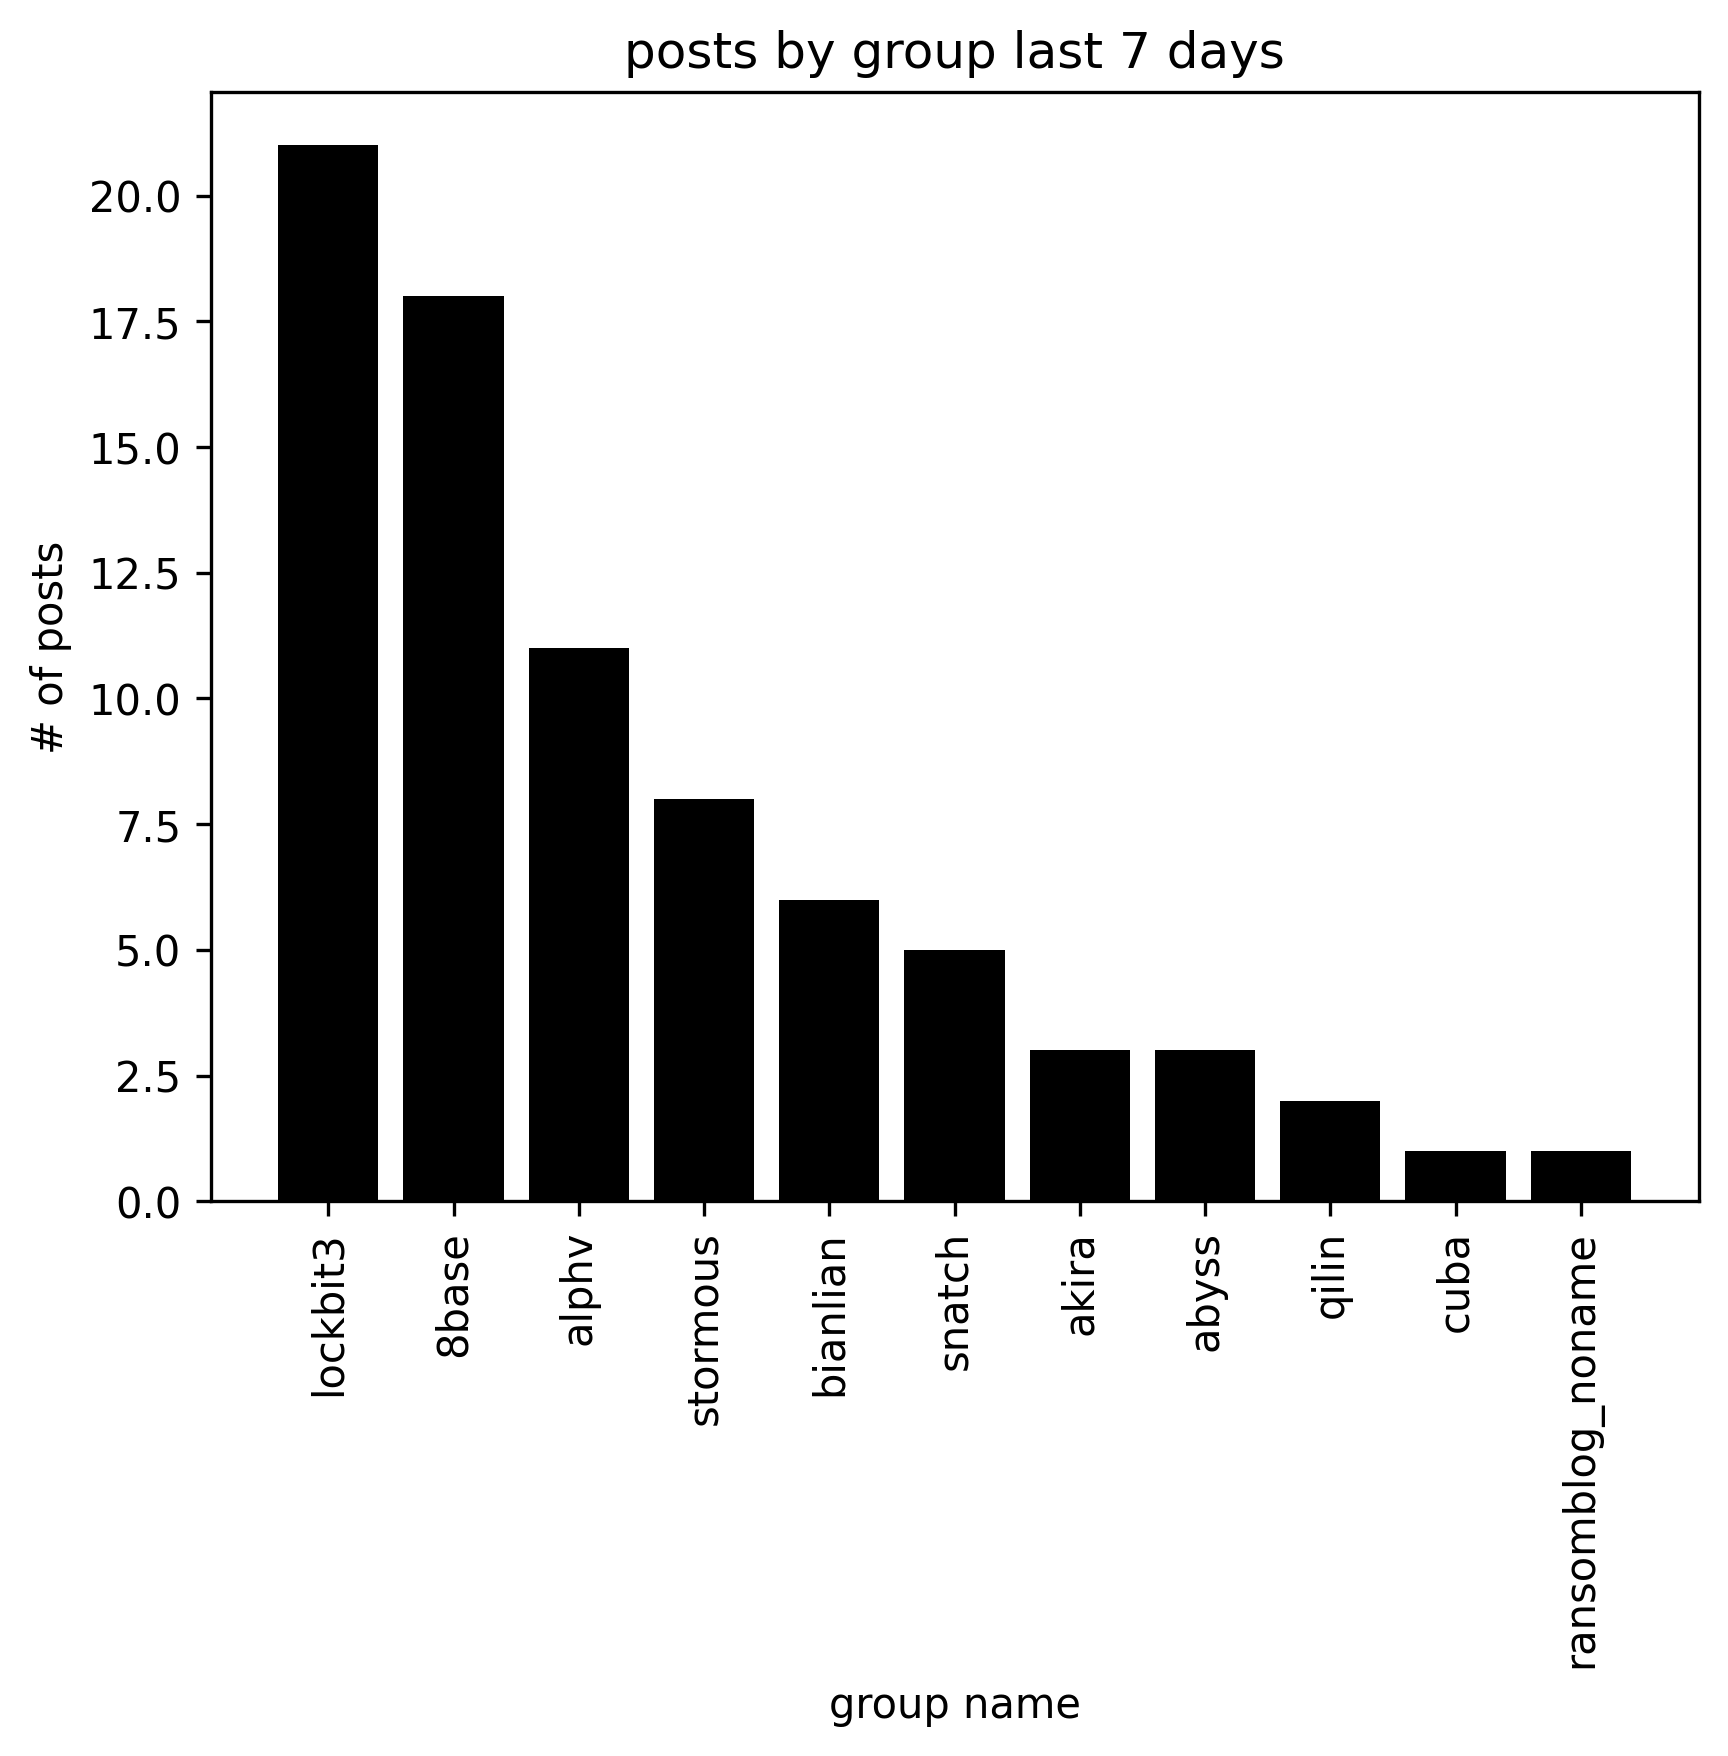 posts by group last 7 days
# of posts
20.0
17.5
15.0
12.5
10.0
7.5
5.0
2.5
0.0
lockbit3
8base
alphv
stormous
bianlian
snatch
akira
abyss
qilin
cuba
ransomblog_noname
group name